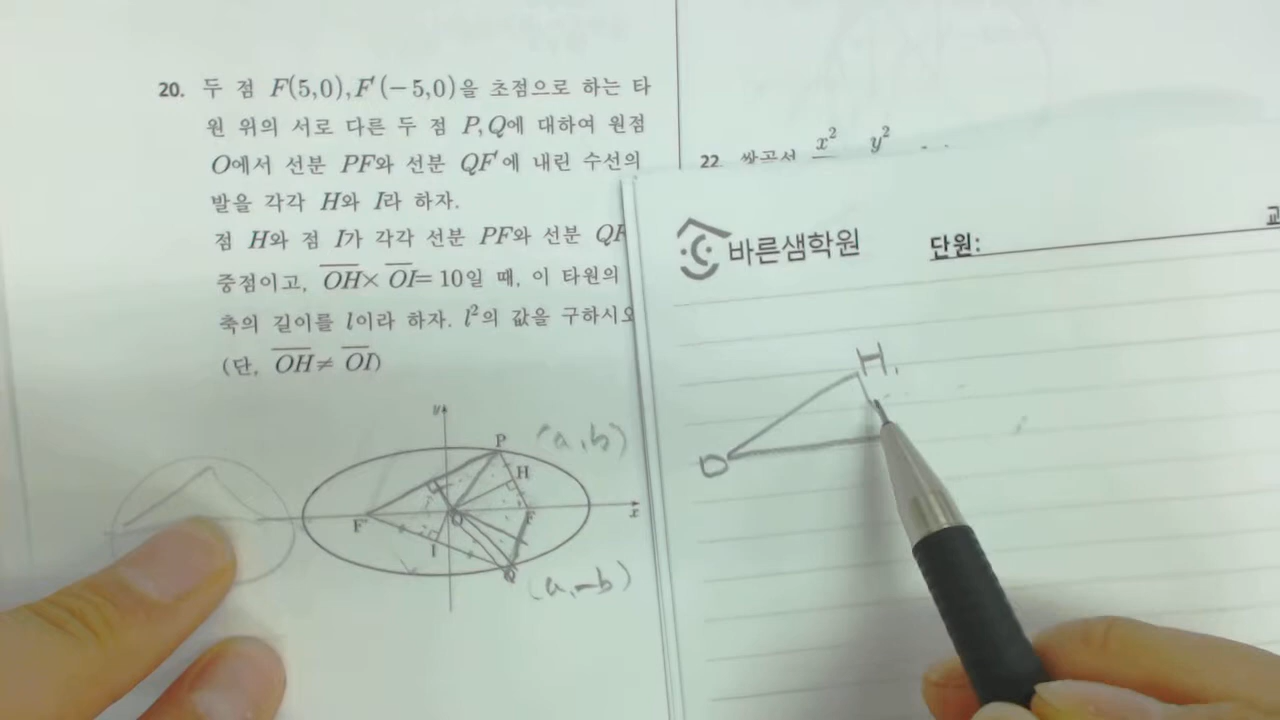 20. 두 점 F(5,0), F'(−5,0)을 초점으로 하는 타
원 위의 서로 다른 두 점 P, Q에 대하여 원점
O에서 선분 PF와 선분 QF'에 내린 수선의
발을 각각 H와 I라 하자.
점 H와 점 I가 각각 선분 PF와 선분 QF
중점이고, OH× OI= 10일 때, 이 타원의
축의 길이를 l이라 하자. l²의 값을 구하시오
(단, OH≠ OI)
y
P
(a,b)
H
F'
O
F
x
I
Q
(a,-b)
22 쌍곡선 x² y²
바른샘학원
단원:
교
H
O